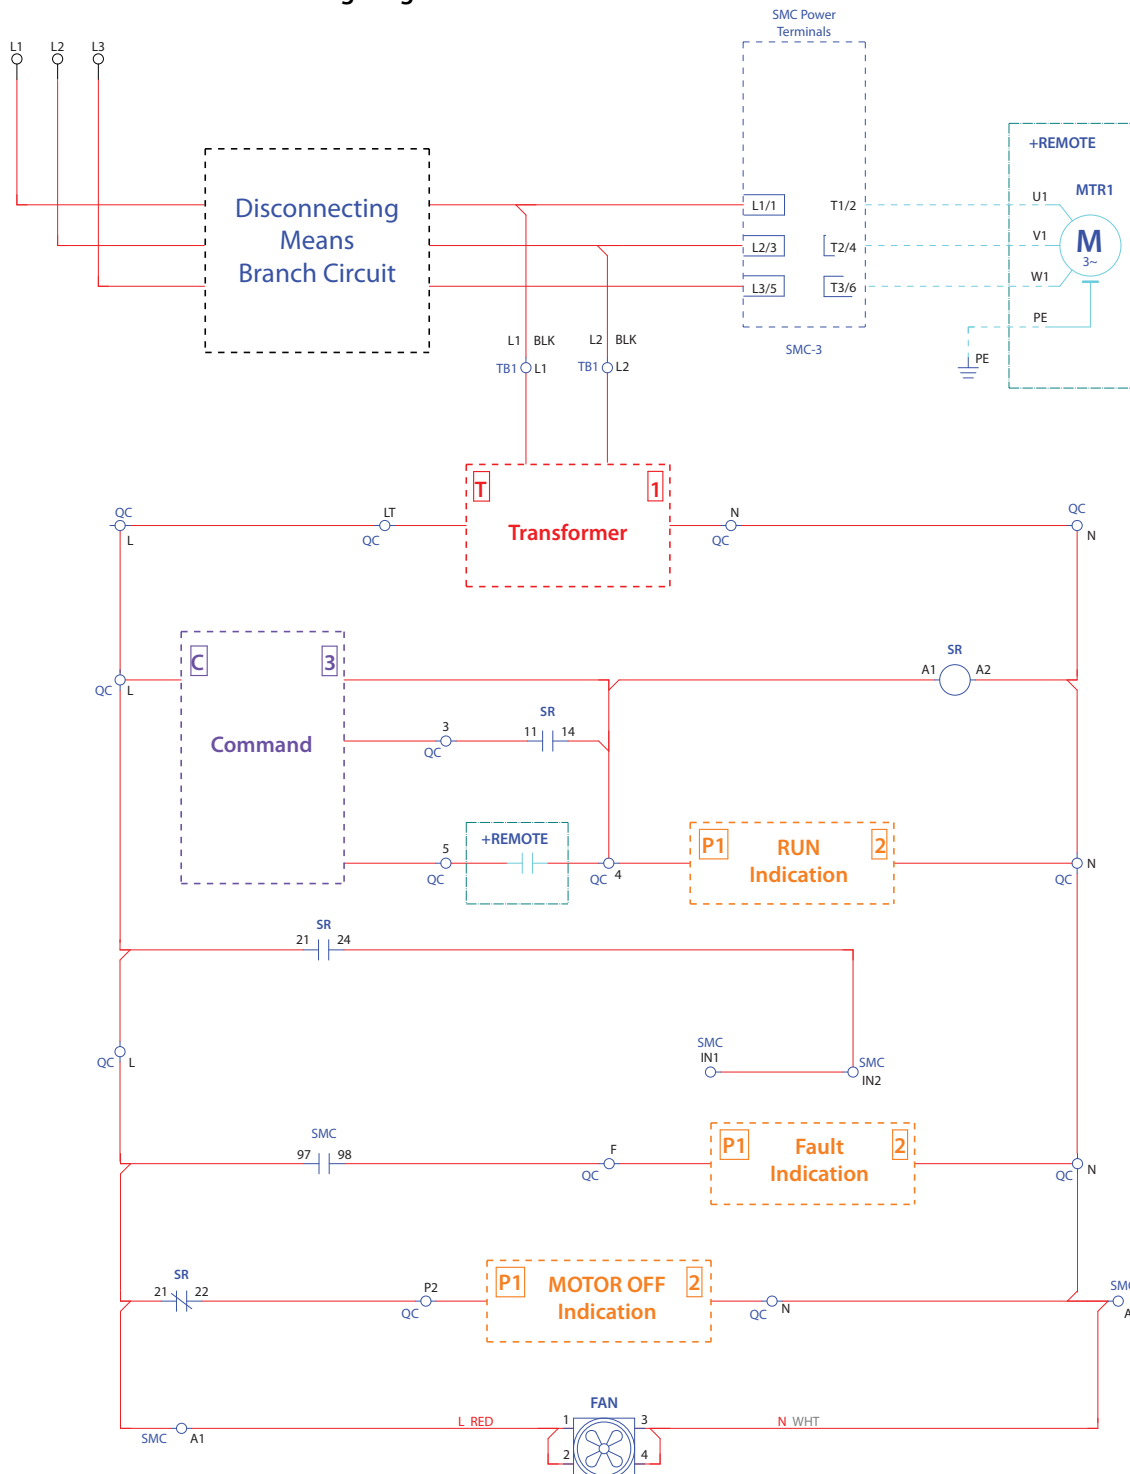 SMC Power
Terminals
L1 L2 L3
+REMOTE
MTR1
Disconnecting
Means
Branch Circuit
L1/1 T1/2 U1
L2/3 T2/4 V1
M
3~
L3/5 T3/6 W1
PE
L1 BLK L2 BLK
SMC-3
PE
TB1 L1 TB1 L2
T 1
Transformer
QC L
LT QC
N QC
QC N
C 3
Command
QC L
SR
A1 A2
3 QC
SR
11 14
+REMOTE
5 QC
QC 4
P1 RUN 2
Indication
N QC
SR
21 24
QC L
SMC
IN1
SMC
IN2
SMC
97 98
F
QC
P1 Fault 2
Indication
N
QC
SR
21 22
P2
QC
P1 MOTOR OFF 2
Indication
QC N
FAN
SMC A1
L RED
1 3
2 4
N WHT